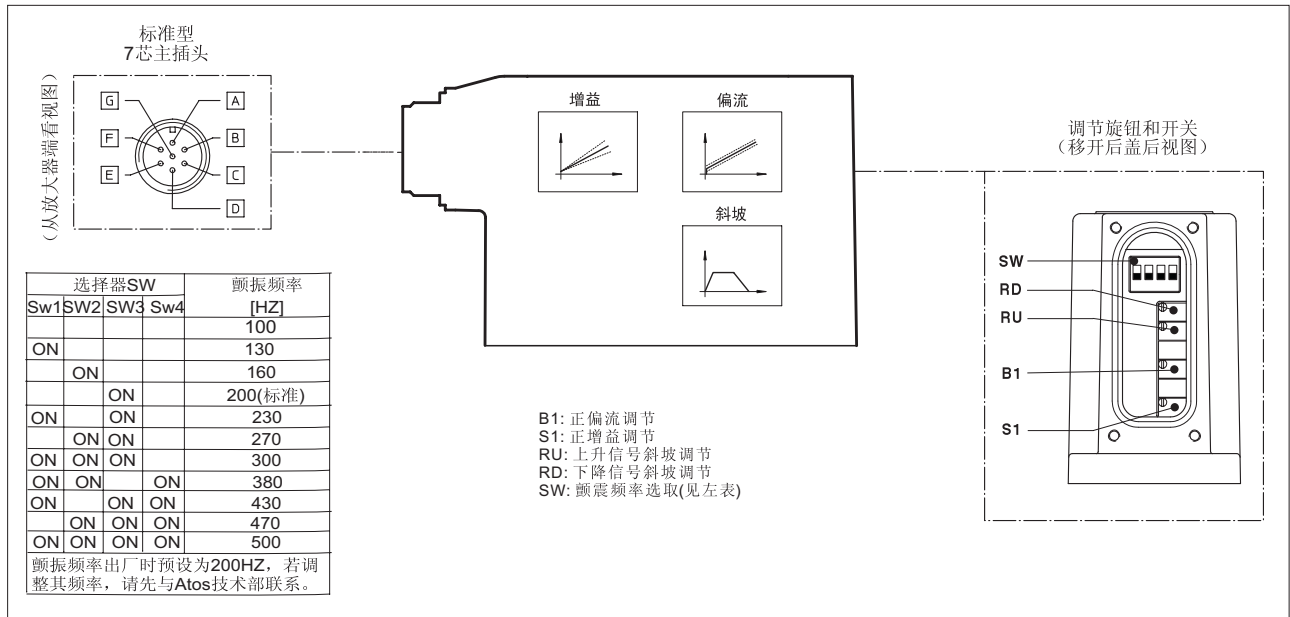 标准型
7芯主插头
(从放大器端看视图)
G
A
F
B
E
C
D
增益
偏流
斜坡
调节旋钮和开关
(移开后盖后视图)
SW
RD
RU
B1
S1
选择器SW 颤振频率
Sw1 SW2 SW3 Sw4 [HZ]
100
ON 130
ON 160
ON 200(标准)
ON ON 230
ON ON 270
ON ON ON 300
ON ON ON 380
ON ON ON 430
ON ON ON 470
ON ON ON ON 500
颤振频率出厂时预设为200HZ，若调
整其频率，请先与Atos技术部联系。
B1: 正偏流调节
S1: 正增益调节
RU: 上升信号斜坡调节
RD: 下降信号斜坡调节
SW: 颤震频率选取(见左表)